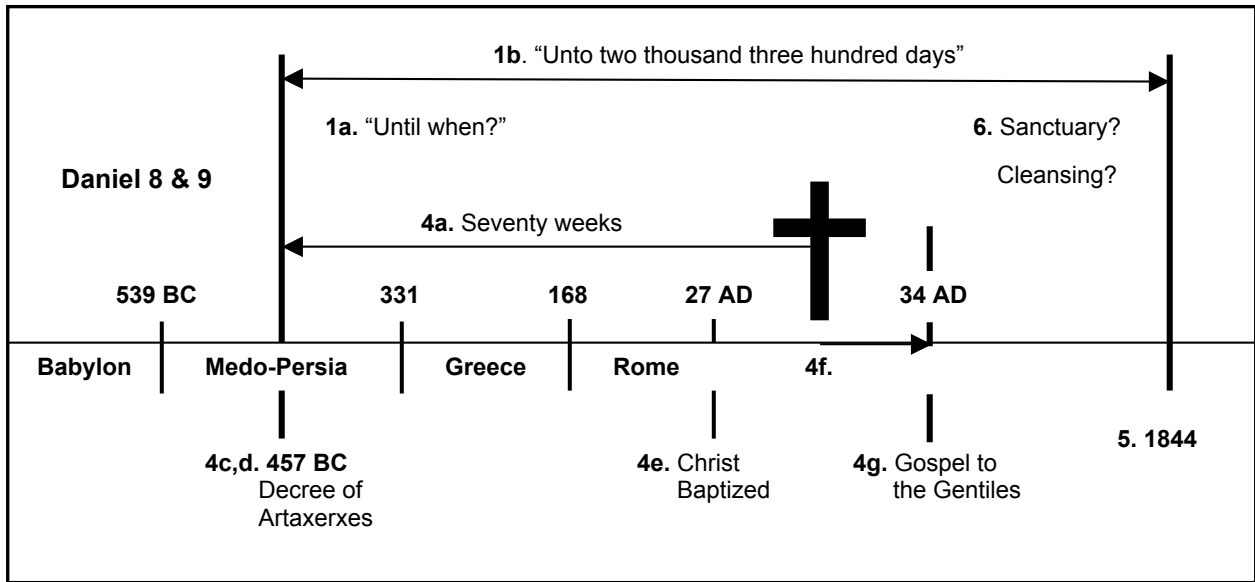 1b. “Unto two thousand three hundred days”
1a. “Until when?”
6. Sanctuary?
Cleansing?
Daniel 8 & 9
4a. Seventy weeks
539 BC
331
168
27 AD
34 AD
Babylon
Medo-Persia
Greece
Rome
4f.
4c,d. 457 BC
Decree of
Artaxerxes
4e. Christ
Baptized
4g. Gospel to
the Gentiles
5. 1844